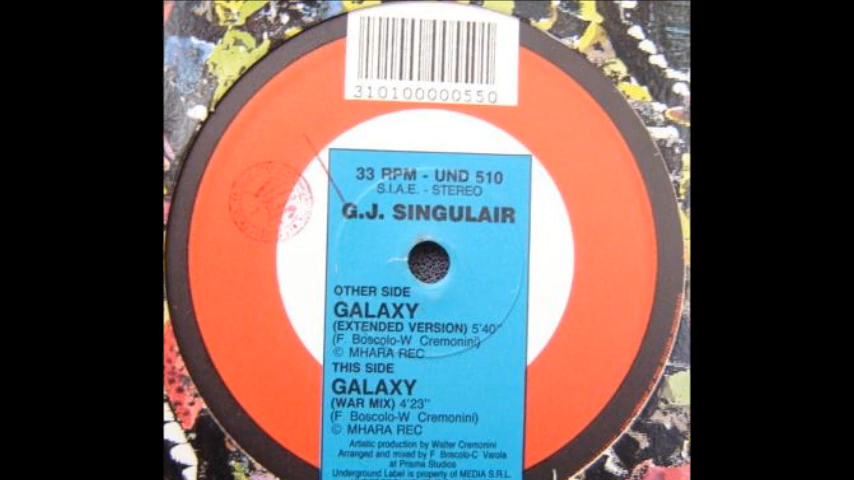 310100000550
33 RPM - UND 510
S.I.A.E. - STEREO
G.J. SINGULAIR
OTHER SIDE
GALAXY
(EXTENDED VERSION) 5'40"
(F. Boscolo-W Cremonini)
© MHARA REC
THIS SIDE
GALAXY
(WAR MIX) 4'23"
(F. Boscolo-W Cremonini)
© MHARA REC
Artistic production by Walter Cremonini
Arranged and mixed by F Boscolo-C Varola
at Prisma Studios
Underground Label is property of MEDIA S.R.L.